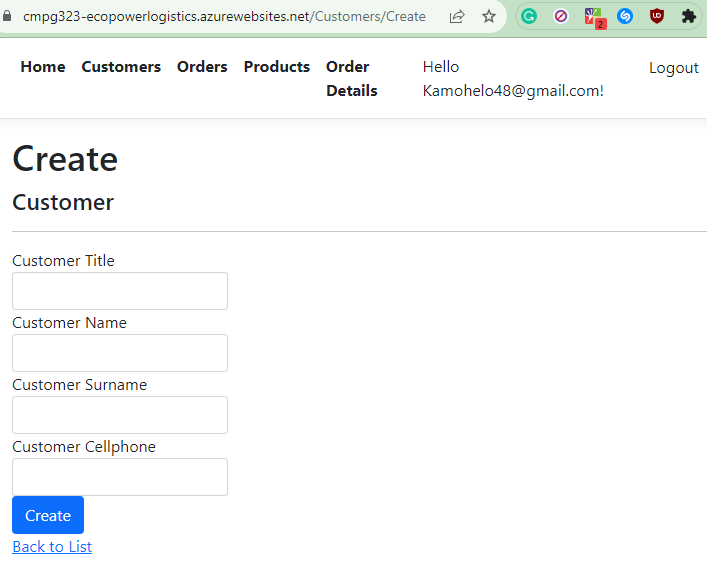 cmpg323-ecopowerlogistics.azurewebsites.net/Customers/Create
2
Home Customers Orders Products Order Details Hello Kamohelo48@gmail.com! Logout
Create
Customer
Customer Title
Customer Name
Customer Surname
Customer Cellphone
Create
Back to List